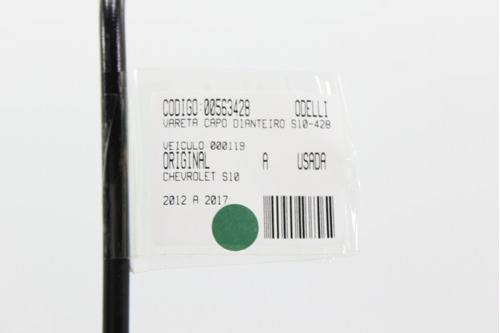 CODIGO:00563428 ODELLI
VARETA CAPO DIANTEIRO S10-428
VEICULO:000119
ORIGINAL A USADA
CHEVROLET S10
2012 A 2017